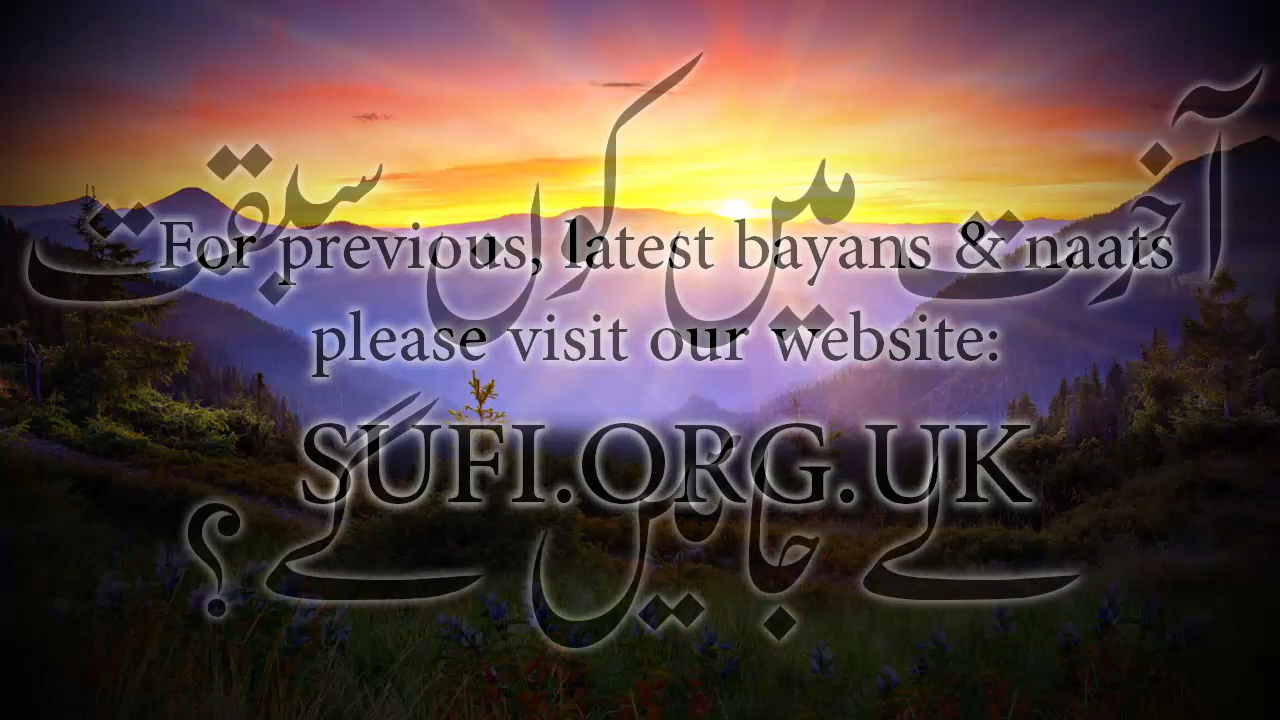 آخرت میں کون سبقت
لے جائیں گے؟
For previous, latest bayans & naats
please visit our website:
SUFI.ORG.UK